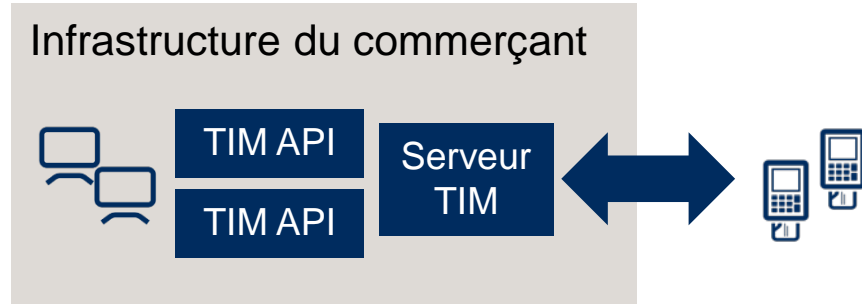 Infrastructure du commerçant
TIM API
TIM API
Serveur
TIM